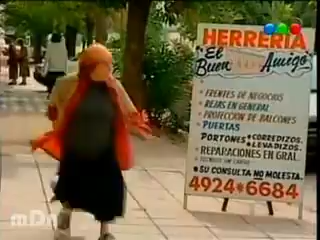 HERRERIA
El
Buen Amigo
• FRENTES DE NEGOCIOS
• REJAS EN GENERAL
• PROTECCION DE BALCONES
• PUERTAS
PORTONES • CORREDIZOS.
• LEVADIZOS.
• REPARACIONES EN GRAL.
• SU CONSULTA NO MOLESTA.
4924-6684
mDq